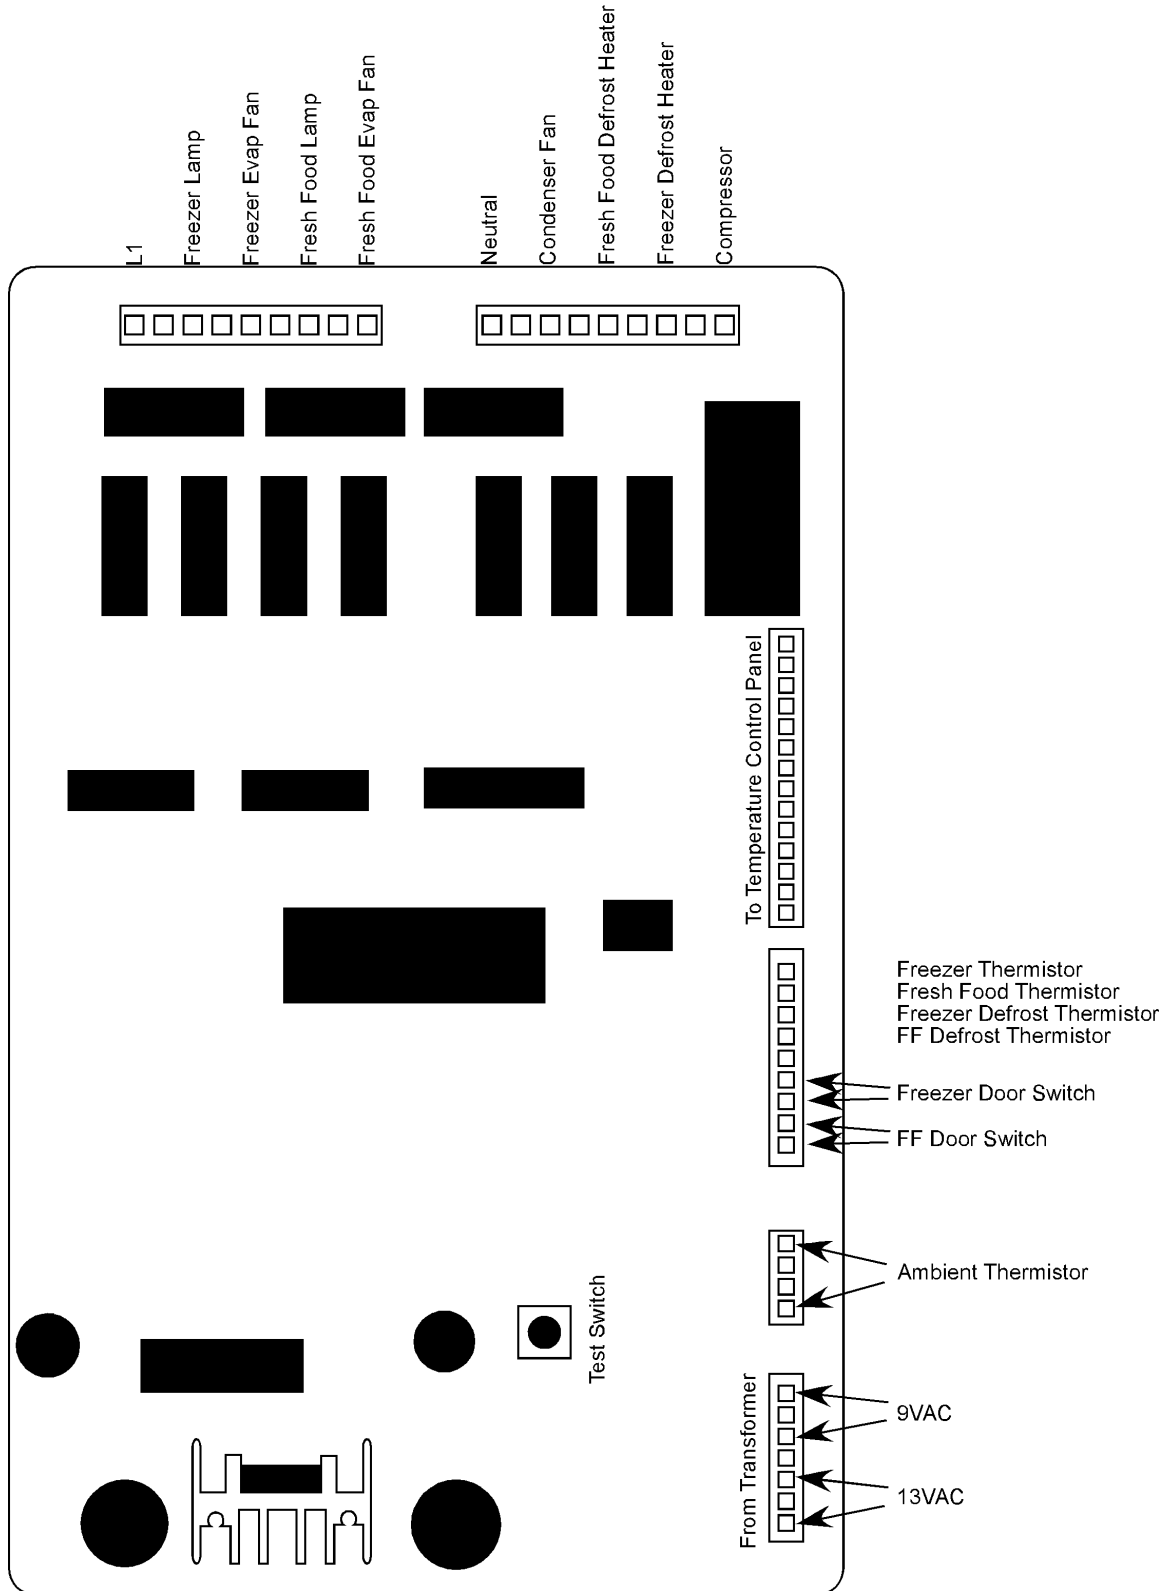 L1
Freezer Lamp
Freezer Evap Fan
Fresh Food Lamp
Fresh Food Evap Fan
Neutral
Condenser Fan
Fresh Food Defrost Heater
Freezer Defrost Heater
Compressor
To Temperature Control Panel
Freezer Thermistor
Fresh Food Thermistor
Freezer Defrost Thermistor
FF Defrost Thermistor
Freezer Door Switch
FF Door Switch
Ambient Thermistor
Test Switch
From Transformer
9VAC
13VAC